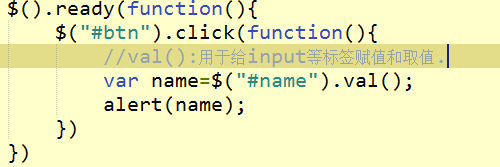 $().ready(function(){
$("#btn").click(function(){
//val():用于给input等标签赋值和取值.
var name=$("#name").val();
alert(name);
})
})